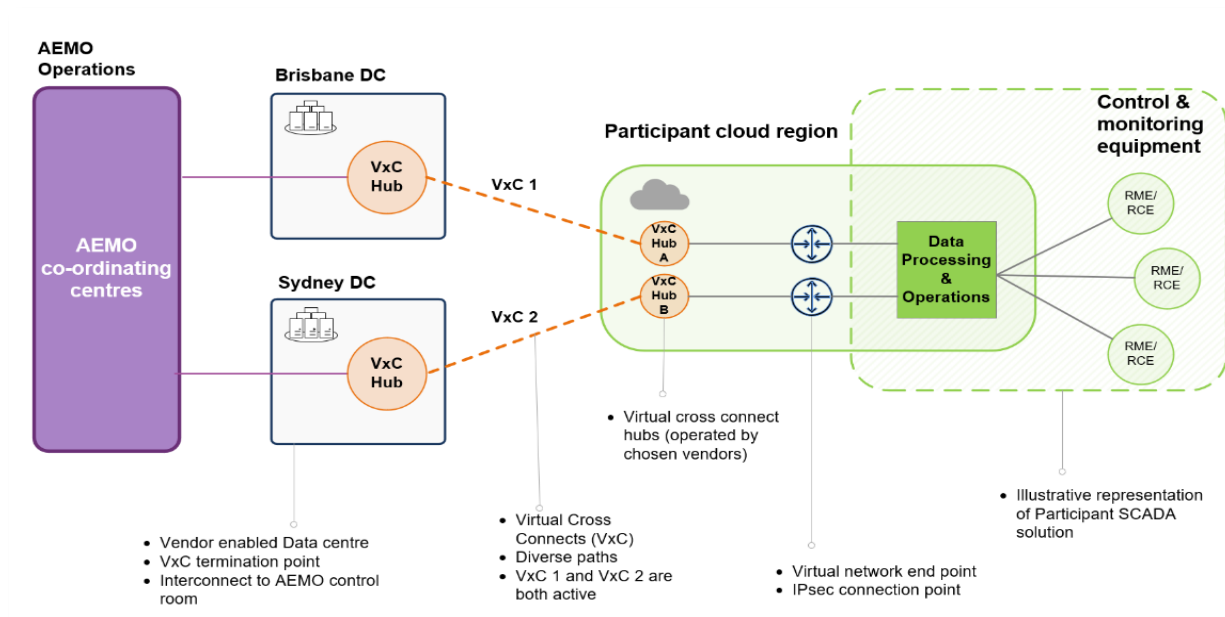 AEMO
Operations
AEMO
co-ordinating
centres
Brisbane DC
VxC
Hub
Sydney DC
VxC
Hub
VxC 1
VxC 2
Participant cloud region
VxC
Hub
A
VxC
Hub
B
Data
Processing
&
Operations
Control &
monitoring
equipment
RME/
RCE
RME/
RCE
RME/
RCE
• Vendor enabled Data centre
• VxC termination point
• Interconnect to AEMO control
room
• Virtual Cross
Connects (VxC)
• Diverse paths
• VxC 1 and VxC 2 are
both active
• Virtual cross connect
hubs (operated by
chosen vendors)
• Virtual network end point
• IPsec connection point
• Illustrative representation
of Participant SCADA
solution